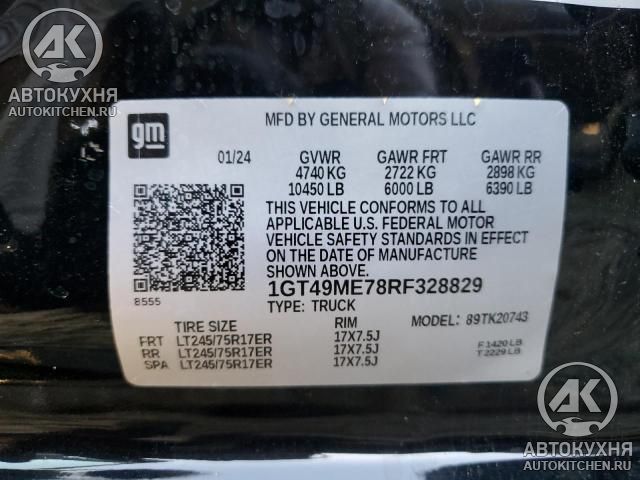 AK
АВТОКУХНЯ
AUTOKITCHEN.RU
gm
MFD BY GENERAL MOTORS LLC
01/24 GVWR GAWR FRT GAWR RR
4740 KG 2722 KG 2898 KG
10450 LB 6000 LB 6390 LB
THIS VEHICLE CONFORMS TO ALL
APPLICABLE U.S. FEDERAL MOTOR
VEHICLE SAFETY STANDARDS IN EFFECT
ON THE DATE OF MANUFACTURE
SHOWN ABOVE.
8555
1GT49ME78RF328829
TYPE: TRUCK
TIRE SIZE RIM MODEL: 89TK20743
FRT LT245/75R17ER 17X7.5J
RR LT245/75R17ER 17X7.5J
SPA LT245/75R17ER 17X7.5J
F 1420 LB
T 2229 LB
AK
АВТОКУХНЯ
AUTOKITCHEN.RU